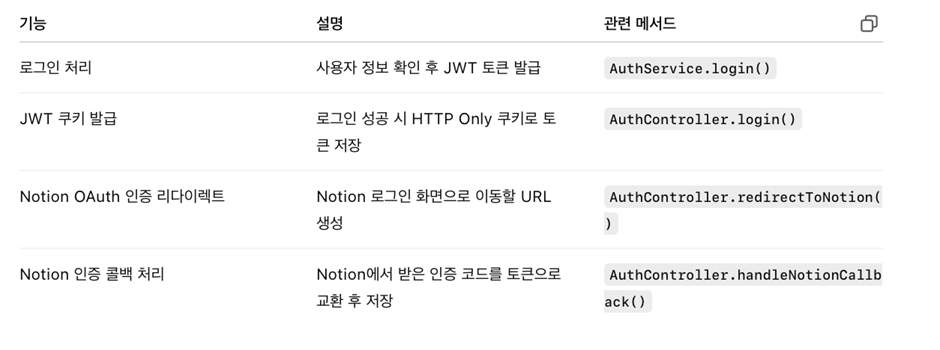 기능 설명 관련 메서드
로그인 처리 사용자 정보 확인 후 JWT 토큰 발급 AuthService.login()
JWT 쿠키 발급 로그인 성공 시 HTTP Only 쿠키로 토 AuthController.login()
큰 저장
Notion OAuth 인증 리다이렉트 Notion 로그인 화면으로 이동할 URL AuthController.redirectToNotion(
생성 )
Notion 인증 콜백 처리 Notion에서 받은 인증 코드를 토큰으로 AuthController.handleNotionCallb
교환 후 저장 ack()